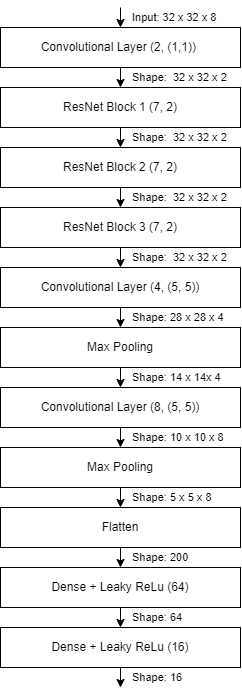 Input: 32 x 32 x 8
Convolutional Layer (2, (1,1))
Shape:  32 x 32 x 2
ResNet Block 1 (7, 2)
Shape:  32 x 32 x 2
ResNet Block 2 (7, 2)
Shape:  32 x 32 x 2
ResNet Block 3 (7, 2)
Shape:  32 x 32 x 2
Convolutional Layer (4, (5, 5))
Shape: 28 x 28 x 4
Max Pooling
Shape: 14 x 14x 4
Convolutional Layer (8, (5, 5))
Shape: 10 x 10 x 8
Max Pooling
Shape: 5 x 5 x 8
Flatten
Shape: 200
Dense + Leaky ReLu (64)
Shape: 64
Dense + Leaky ReLu (16)
Shape: 16